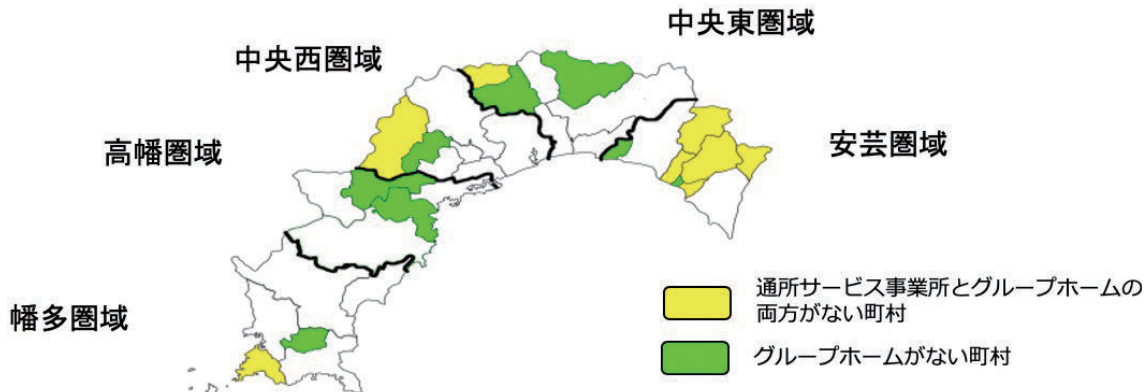 中央東圏域
中央西圏域
高幡圏域
安芸圏域
幡多圏域
通所サービス事業所とグループホームの
両方がない町村
グループホームがない町村